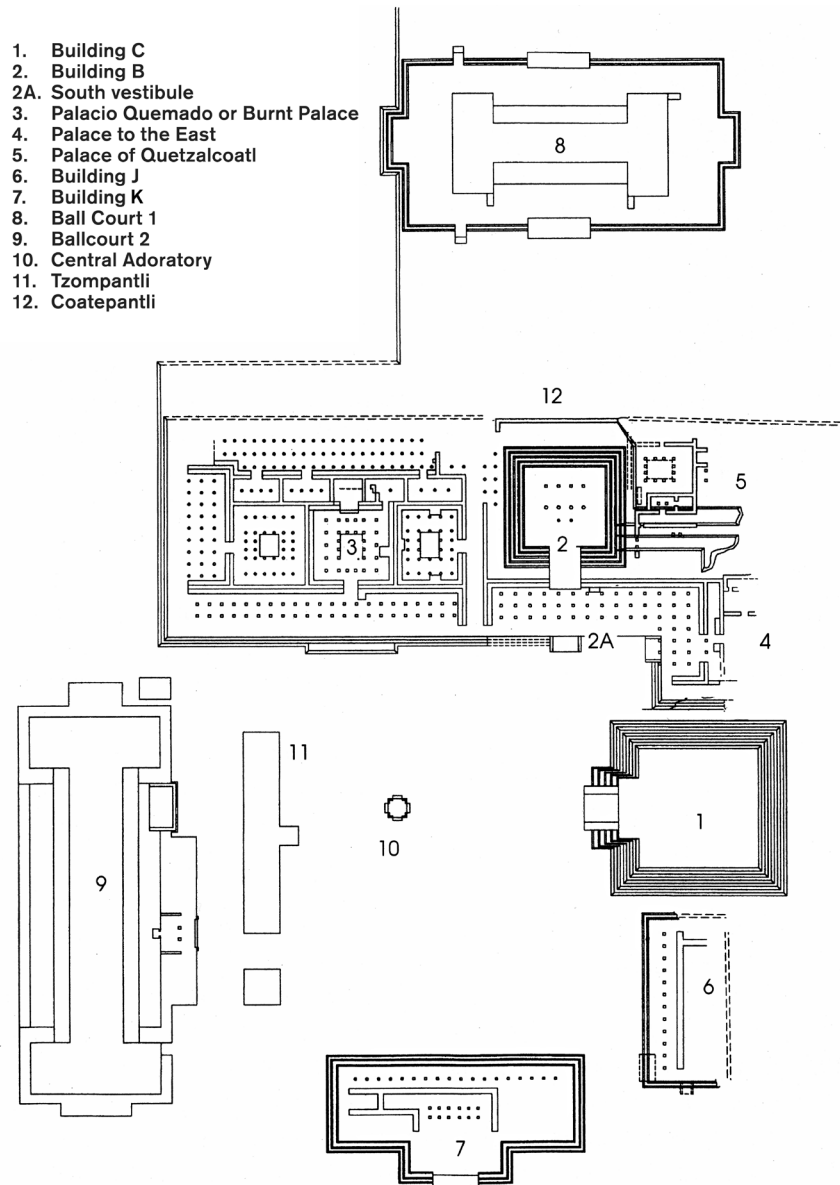 1. Building C
2. Building B
2A. South vestibule
3. Palacio Quemado or Burnt Palace
4. Palace to the East
5. Palace of Quetzalcoatl
6. Building J
7. Building K
8. Ball Court 1
9. Ballcourt 2
10. Central Adoratory
11. Tzompantli
12. Coatepantli
8
12
5
3
2
2A
4
11
1
10
9
6
7